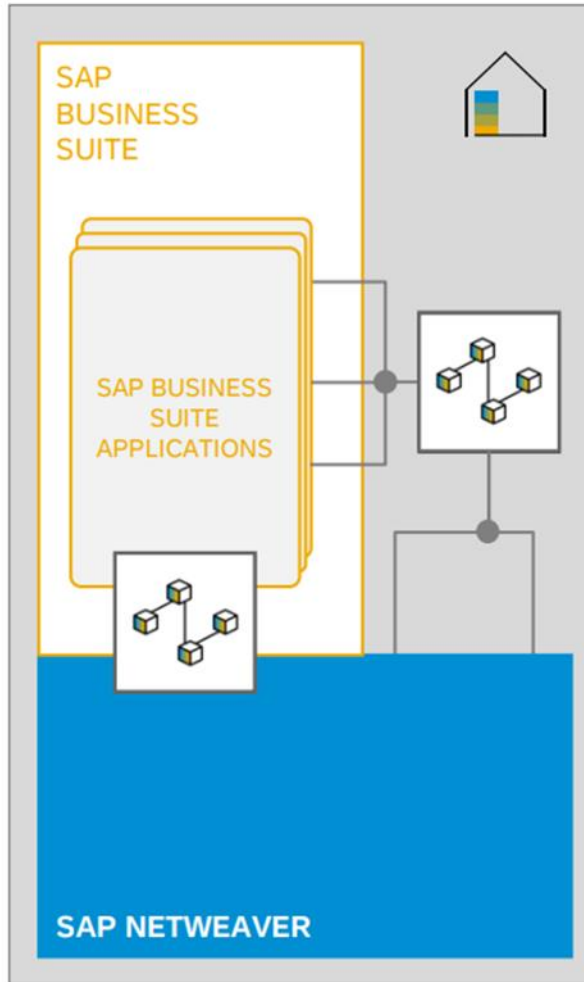 SAP
BUSINESS
SUITE
SAP BUSINESS
SUITE
APPLICATIONS
SAP NETWEAVER